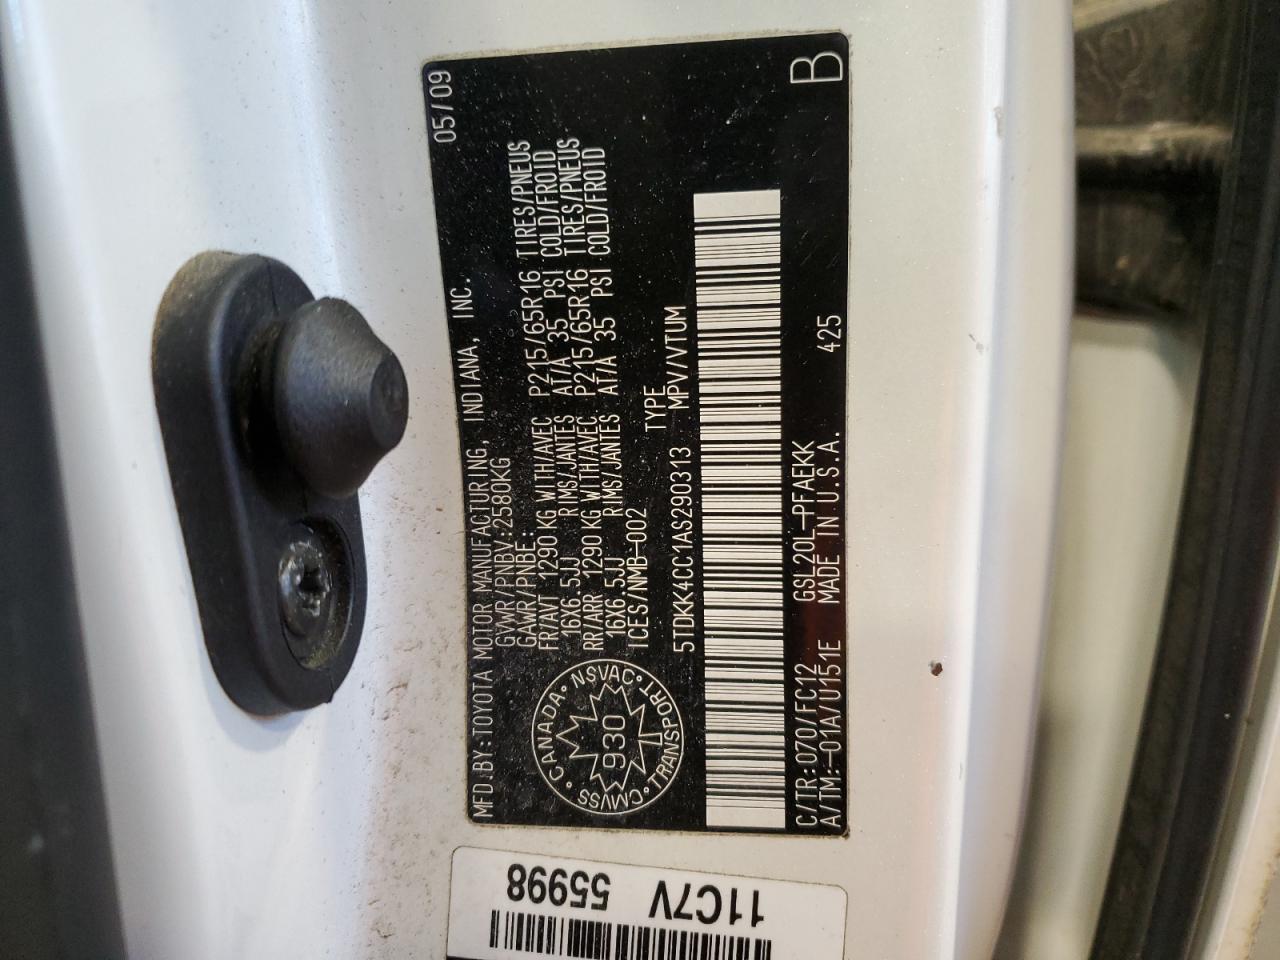 MFD.BY:TOYOTA MOTOR MANUFACTURING, INDIANA, INC. 05/09
GVWR/PNBV:2580KG
GAWR/PNBE:
FR/AVT 1290 KG WITH/AVEC P215/65R16 TIRES/PNEUS
16X6.5JJ RIMS/JANTES AT/A 35 PSI COLD/FROID
RR/ARR 1290 KG WITH/AVEC P215/65R16 TIRES/PNEUS
16X6.5JJ RIMS/JANTES AT/A 35 PSI COLD/FROID
ICES/NMB-002 TYPE
5TDKK4CC1AS290313 MPV/VTUM
CANADA • NSVAC • TRANSPORT • CMVSS •
930
C/TR:070/FC12 GSL20L-PFAEKK B
A/TM:-01A/U151E MADE IN U.S.A. 425
11C7V
55998